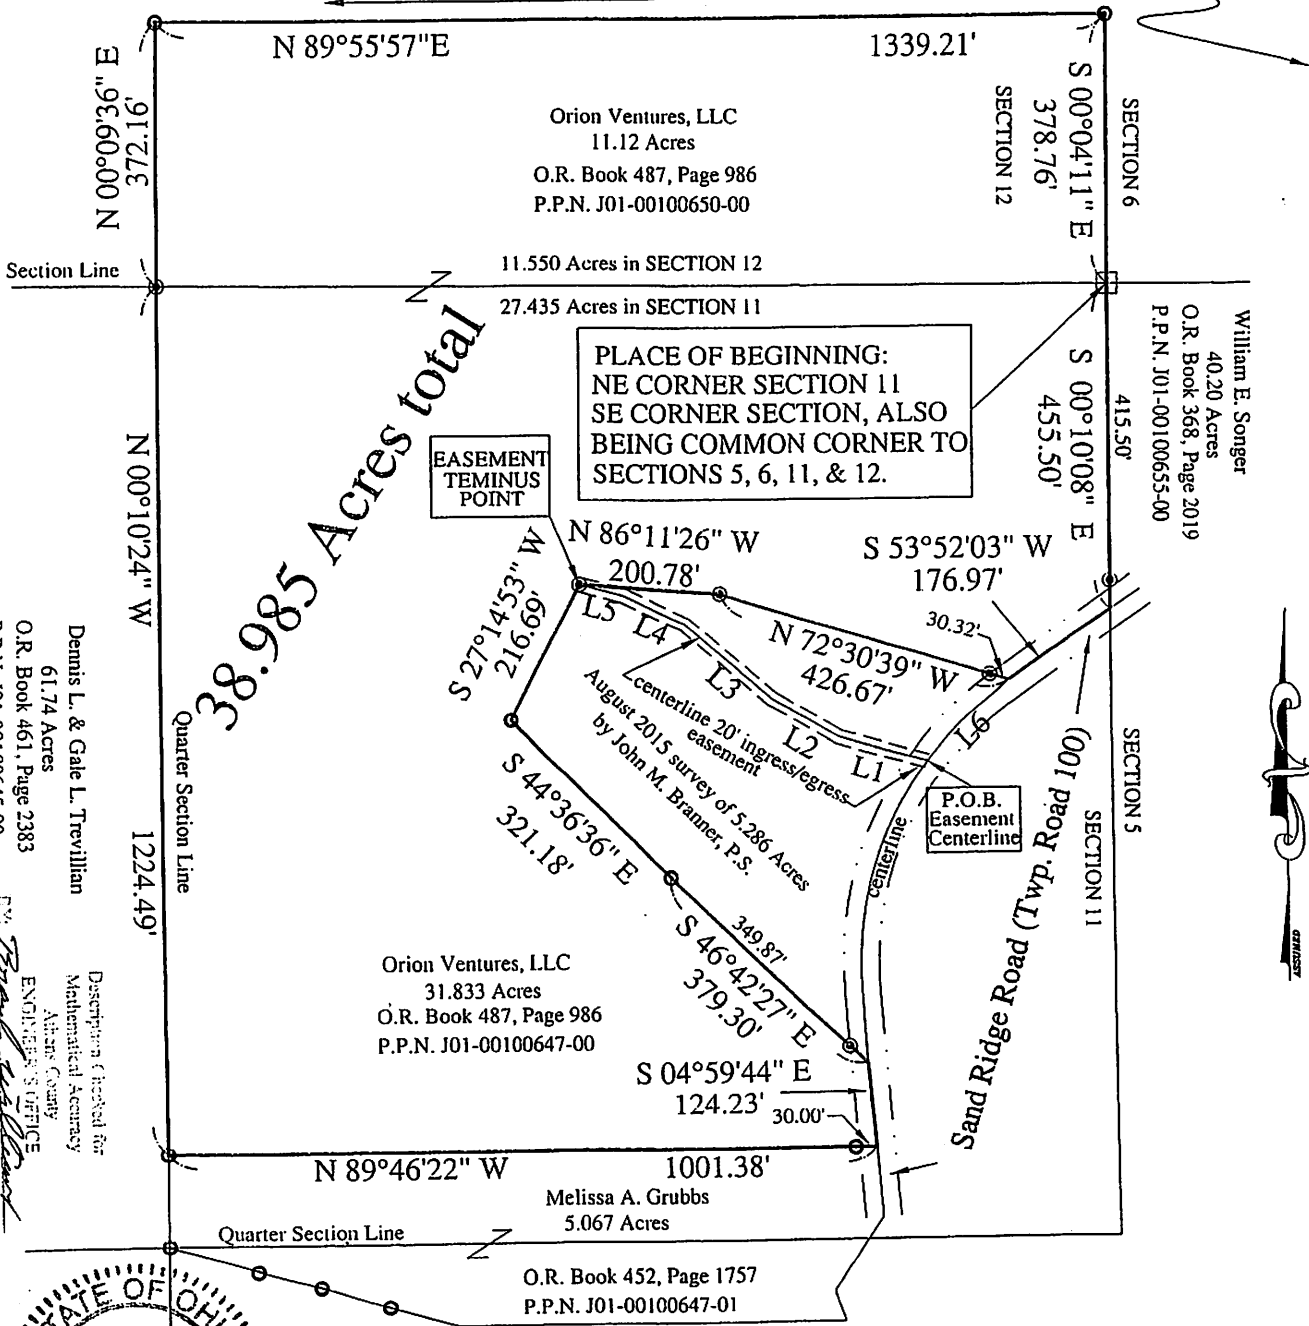 N 89°55'57"E
1339.21'
N 00°09'36" E
372.16'
Orion Ventures, LLC
11.12 Acres
O.R. Book 487, Page 986
P.P.N. J01-00100650-00
SECTION 12
S 00°04'11" E
378.76'
SECTION 6
Section Line
11.550 Acres in SECTION 12
27.435 Acres in SECTION 11
William E. Songer
40.20 Acres
O.R. Book 368, Page 2019
P.P.N. J01-00100655-00
PLACE OF BEGINNING:
NE CORNER SECTION 11
SE CORNER SECTION, ALSO
BEING COMMON CORNER TO
SECTIONS 5, 6, 11, & 12.
S 00°10'08" E
455.50'
415.50'
38.985 Acres total
EASEMENT
TEMINUS
POINT
N 86°11'26" W
200.78'
S 53°52'03" W
176.97'
30.32'
N 72°30'39" W
426.67'
S 27°14'53" W
216.69'
L5
L4
L3
L2
L1
L6
centerline 20' ingress/egress
easement
August 2015 survey of 5.286 Acres
by John M. Branner, P.S.
P.O.B.
Easement
Centerline
centerline
SECTION 5
SECTION 11
Sand Ridge Road (Twp. Road 100)
ASSUMED
N 00°10'24" W
1224.49'
Quarter Section Line
Dennis L. & Gale L. Trevillian
61.74 Acres
O.R. Book 461, Page 2383
S 44°36'36" E
321.18'
349.87'
S 46°42'27" E
379.30'
Orion Ventures, LLC
31.833 Acres
O.R. Book 487, Page 986
P.P.N. J01-00100647-00
S 04°59'44" E
124.23'
30.00'
Description Checked for
Mathematical Accuracy
Athens County
ENGINEER'S OFFICE
BY:
N 89°46'22" W
1001.38'
Melissa A. Grubbs
5.067 Acres
Quarter Section Line
O.R. Book 452, Page 1757
P.P.N. J01-00100647-01
STATE OF OHI